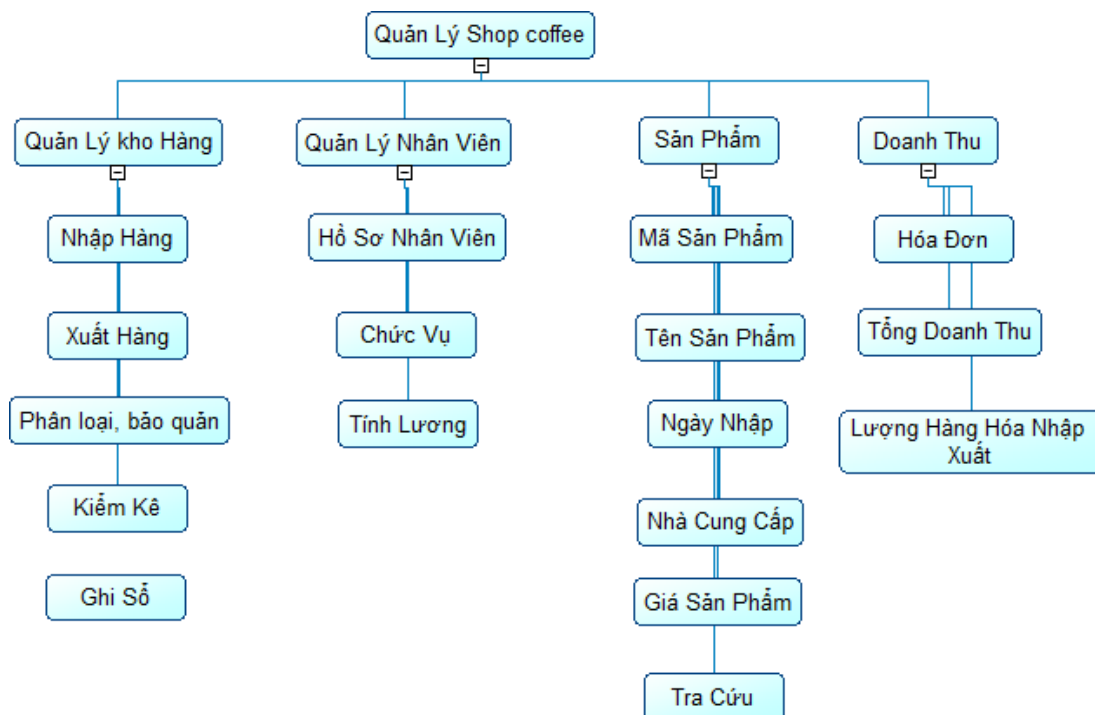 Quản Lý Shop coffee
Quản Lý kho Hàng
Quản Lý Nhân Viên
Sản Phẩm
Doanh Thu
Nhập Hàng
Hồ Sơ Nhân Viên
Mã Sản Phẩm
Hóa Đơn
Xuất Hàng
Chức Vụ
Tên Sản Phẩm
Tổng Doanh Thu
Phân loại, bảo quản
Tính Lương
Ngày Nhập
Lượng Hàng Hóa Nhập
Xuất
Kiểm Kê
Nhà Cung Cấp
Ghi Sổ
Giá Sản Phẩm
Tra Cứu